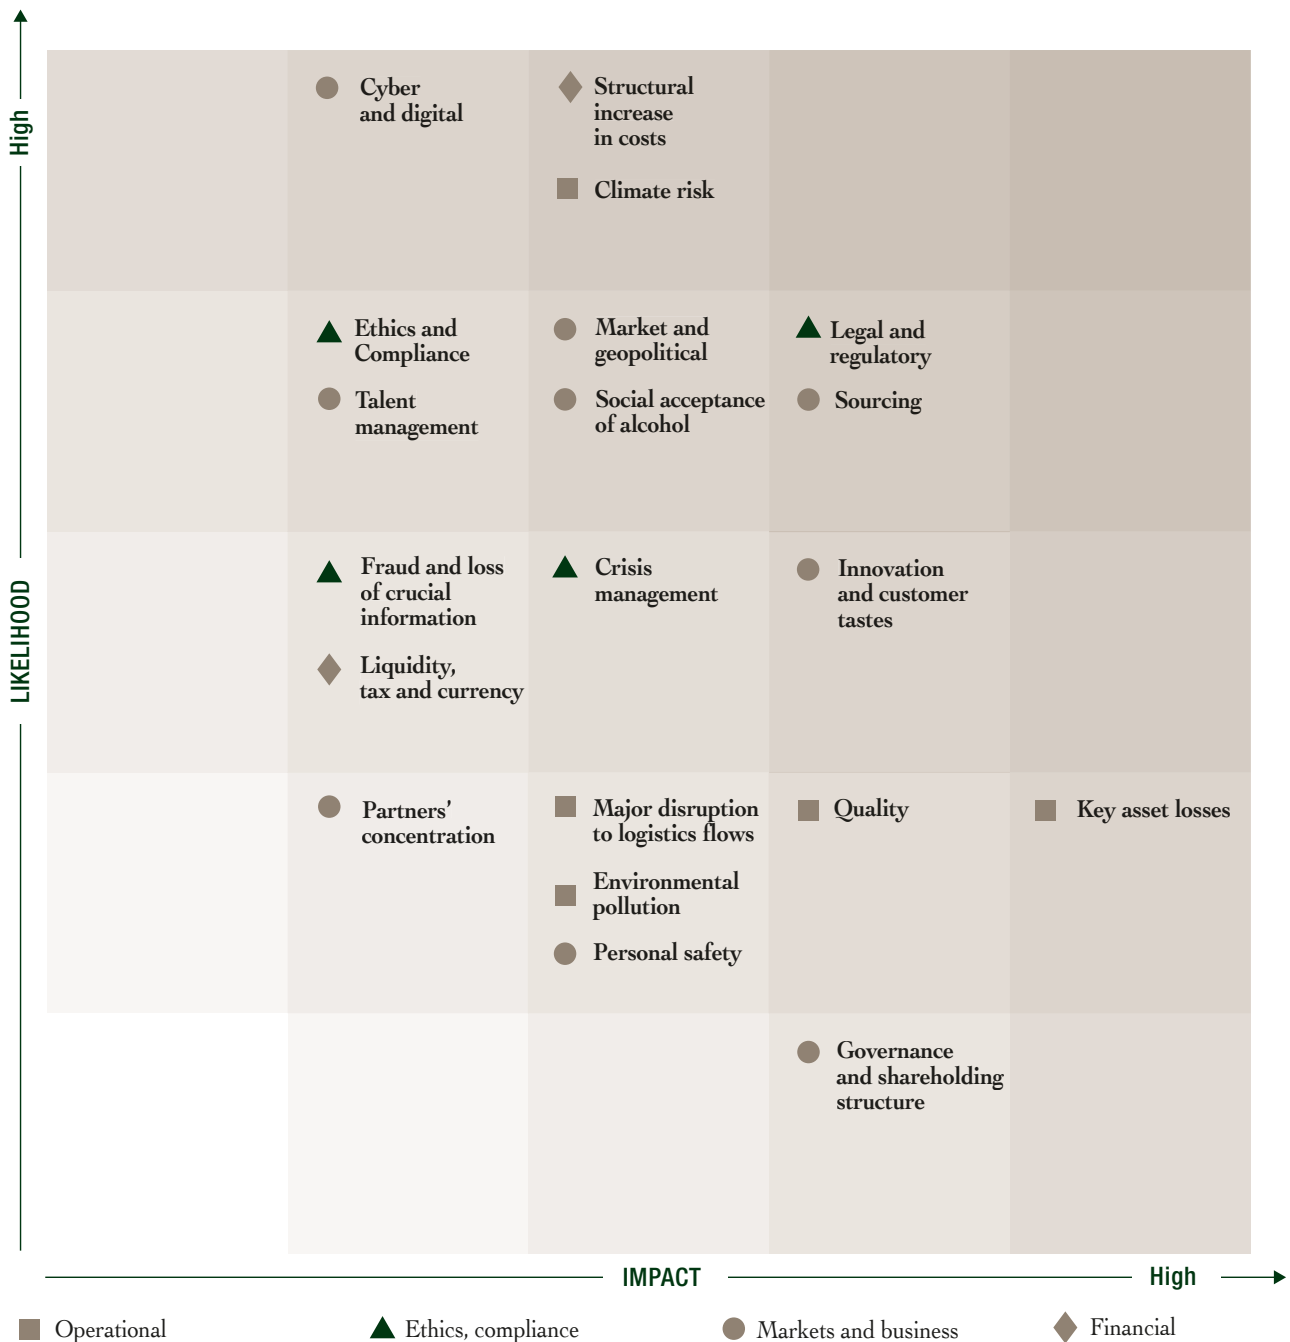 High
LIKELIHOOD
Cyber
and digital
Structural
increase
in costs
Climate risk
Ethics and
Compliance
Talent
management
Market and
geopolitical
Social acceptance
of alcohol
Legal and
regulatory
Sourcing
Fraud and loss
of crucial
information
Liquidity,
tax and currency
Crisis
management
Innovation
and customer
tastes
Partners’
concentration
Major disruption
to logistics flows
Environmental
pollution
Personal safety
Quality
Key asset losses
Governance
and shareholding
structure
IMPACT
High
Operational
Ethics, compliance
Markets and business
Financial